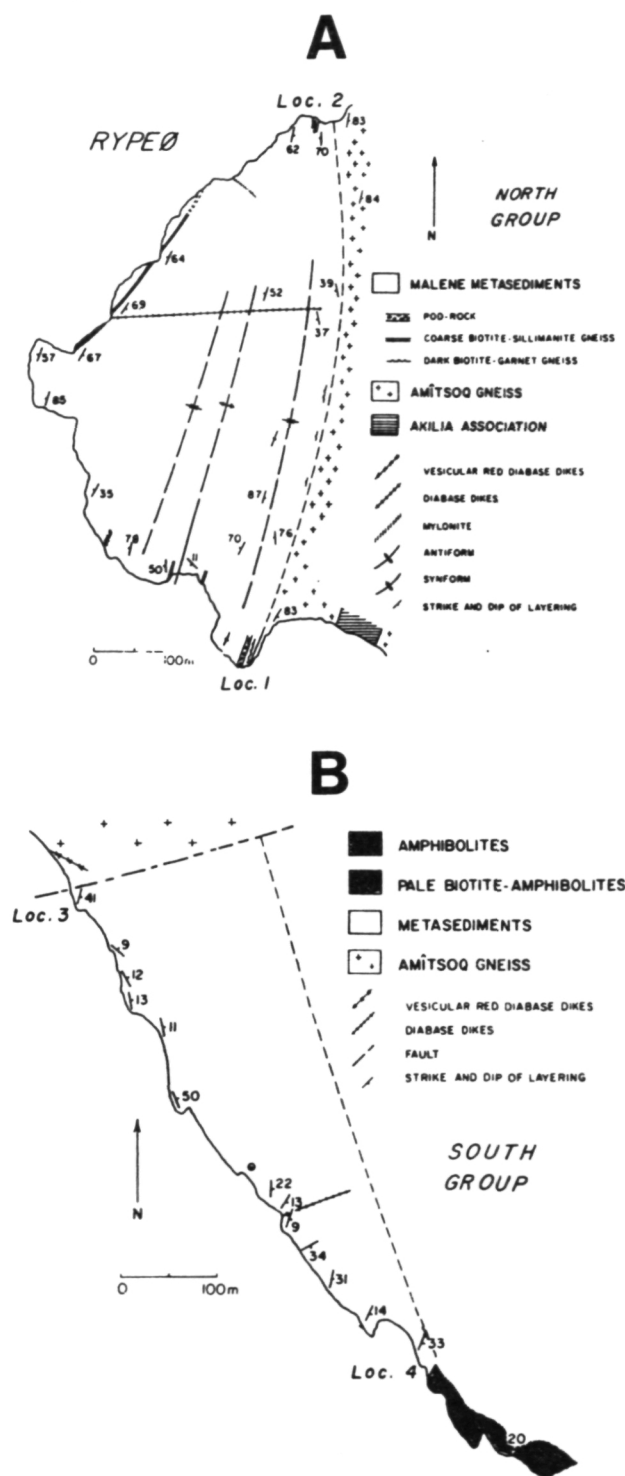 A
Loc. 2
RYPEØ
83
62
70
NORTH
GROUP
84
N
64
52
39
MALENE METASEDIMENTS
69
37
POD-ROCK
COARSE BIOTITE-SILLIMANITE GNEISS
57
67
DARK BIOTITE-GARNET GNEISS
85
AMÎTSOQ GNEISS
AKILIA ASSOCIATION
VESICULAR RED DIABASE DIKES
35
87
DIABASE DIKES
78
70
76
MYLONITE
50
11
ANTIFORM
SYNFORM
83
STRIKE AND DIP OF LAYERING
0 100m
Loc. 1
B
AMPHIBOLITES
PALE BIOTITE-AMPHIBOLITES
Loc. 3
41
METASEDIMENTS
9
AMÎTSOQ GNEISS
12
13
VESICULAR RED DIABASE DIKES
11
DIABASE DIKES
FAULT
50
STRIKE AND DIP OF LAYERING
SOUTH
GROUP
N
22
13
9
34
0 100m
31
14
33
Loc. 4
20